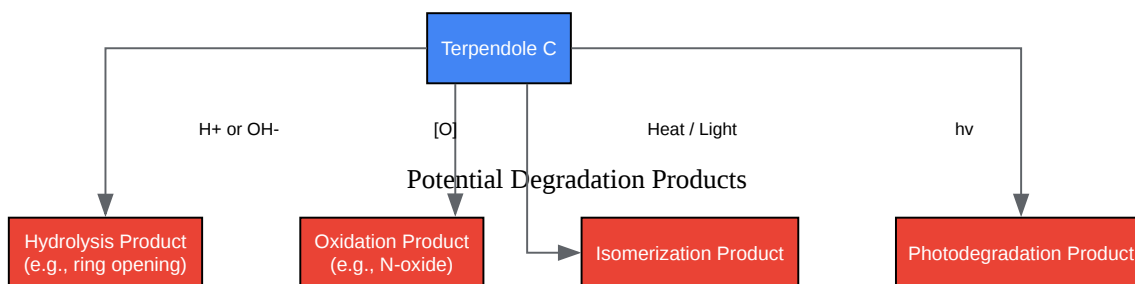 Terpendole C
H+ or OH-
[O]
Heat / Light
hv
Potential Degradation Products
Hydrolysis Product
(e.g., ring opening)
Oxidation Product
(e.g., N-oxide)
Isomerization Product
Photodegradation Product